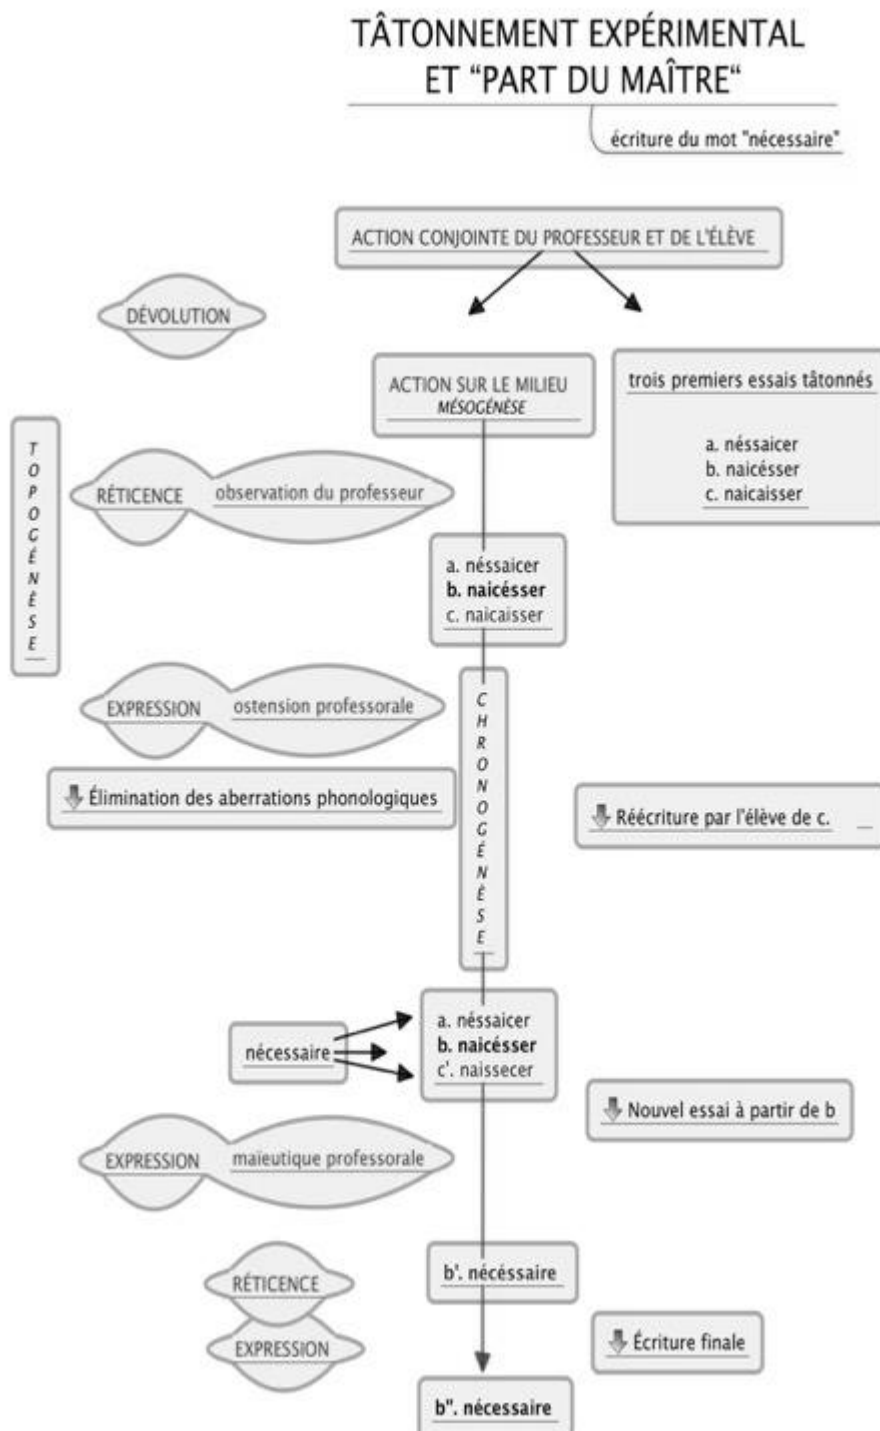 TÂTONNEMENT EXPÉRIMENTAL
ET “PART DU MAÎTRE“
écriture du mot "nécessaire"
ACTION CONJOINTE DU PROFESSEUR ET DE L'ÉLÈVE
DÉVOLUTION
ACTION SUR LE MILIEU
MÉSOGÉNÈSE
trois premiers essais tâtonnés
a. néssaicer
b. naicésser
c. naicaisser
TOPOGÉNÈSE
RÉTICENCE observation du professeur
a. néssaicer
b. naicésser
c. naicaisser
EXPRESSION ostension professorale
CHRONOGÉNÈSE
Élimination des aberrations phonologiques
Réécriture par l'élève de c.
nécessaire
a. néssaicer
b. naicésser
c'. naissecer
Nouvel essai à partir de b
EXPRESSION maïeutique professorale
RÉTICENCE
b'. nécéssaire
EXPRESSION
Écriture finale
b". nécessaire